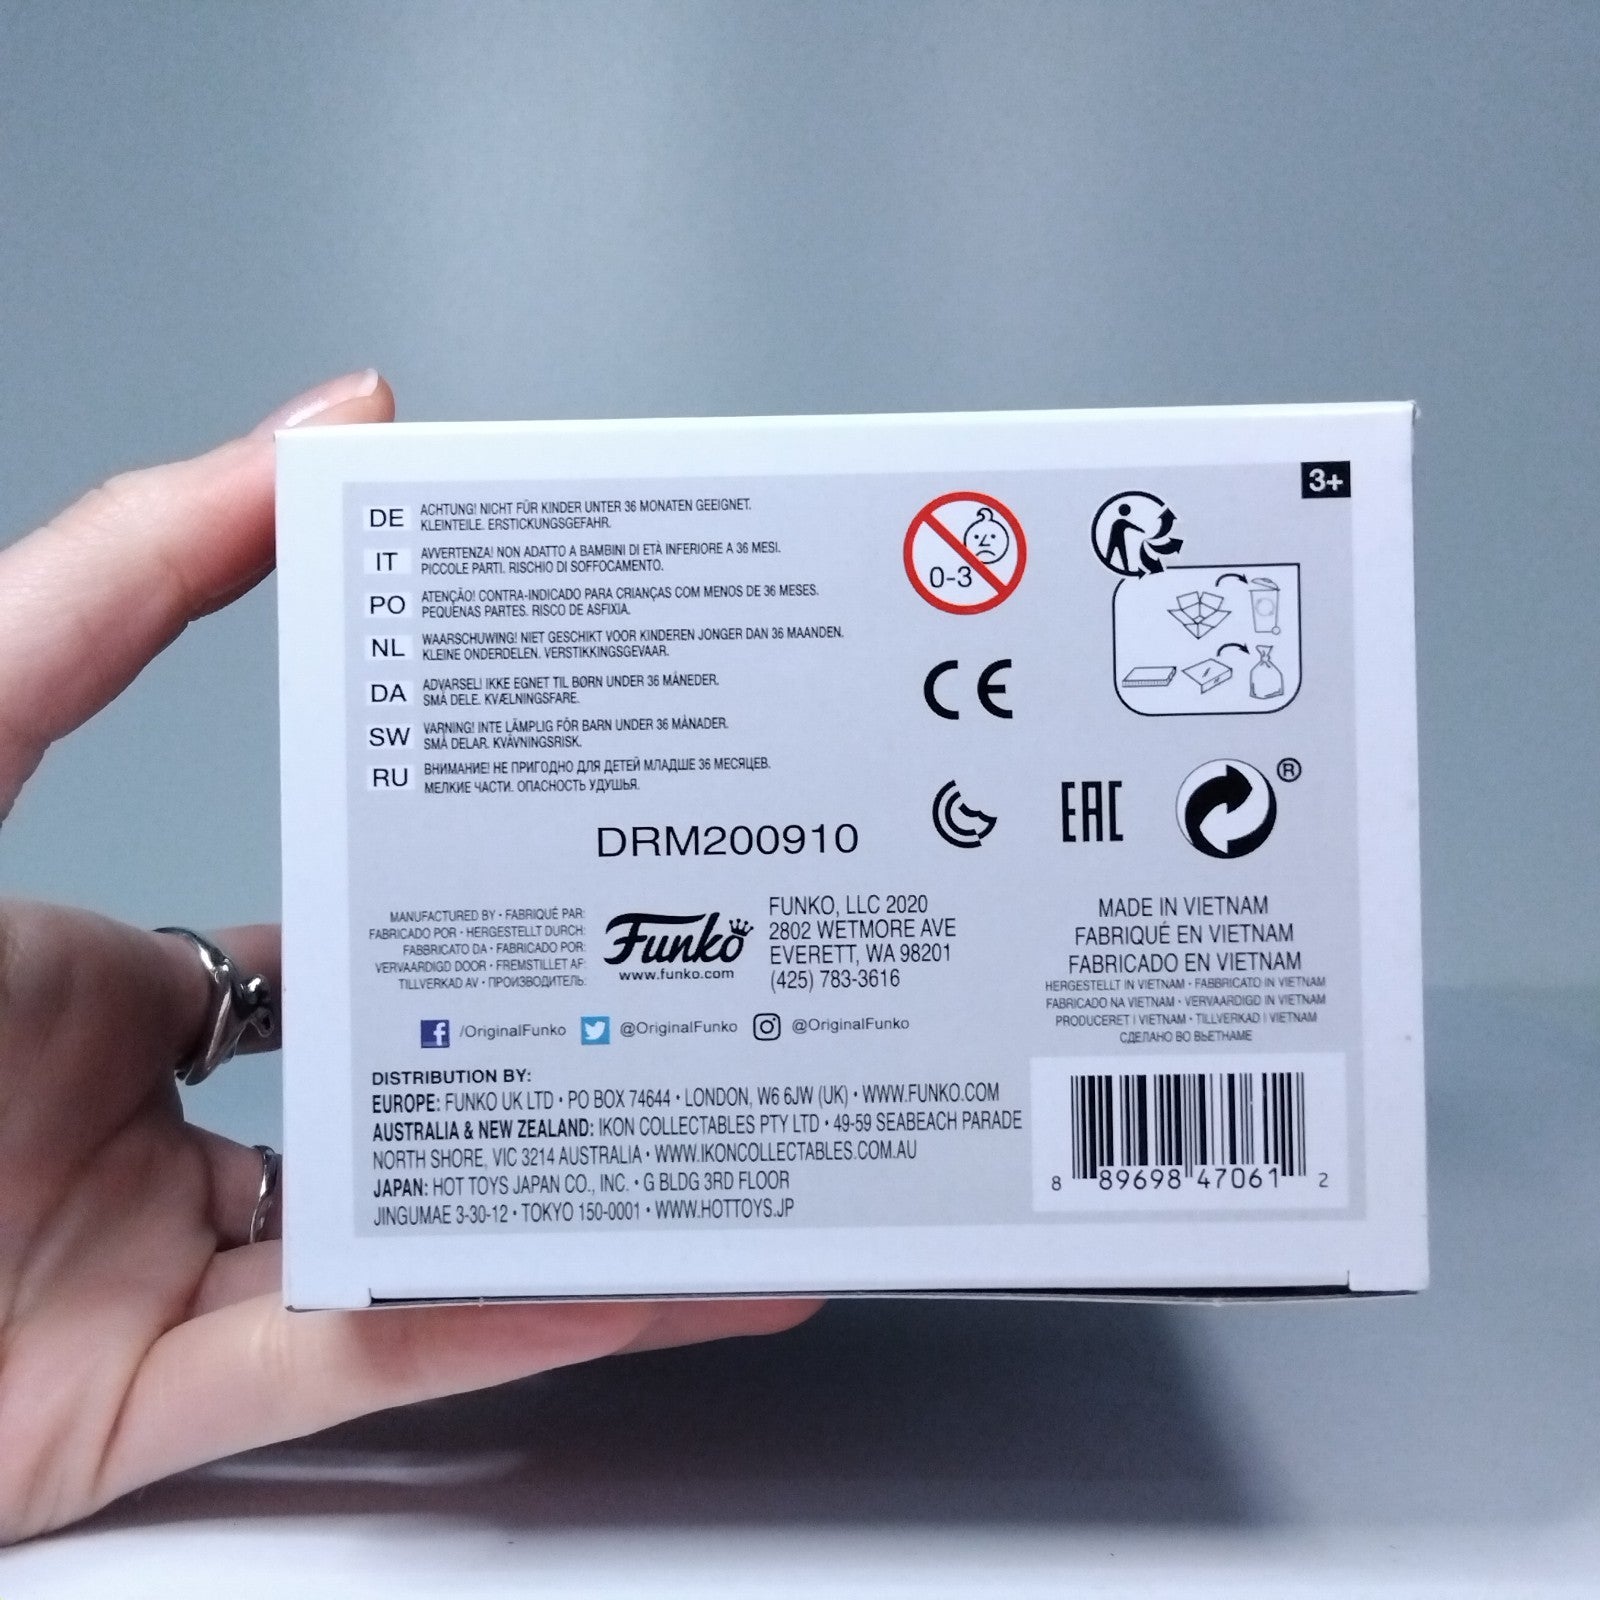 3+
DE ACHTUNG! NICHT FÜR KINDER UNTER 36 MONATEN GEEIGNET.
KLEINTEILE. ERSTICKUNGSGEFAHR.
IT AVVERTENZA! NON ADATTO A BAMBINI DI ETÀ INFERIORE A 36 MESI.
PICCOLE PARTI. RISCHIO DI SOFFOCAMENTO.
PO ATENÇÃO! CONTRA-INDICADO PARA CRIANÇAS COM MENOS DE 36 MESES.
PEQUENAS PARTES. RISCO DE ASFIXIA.
NL WAARSCHUWING! NIET GESCHIKT VOOR KINDEREN JONGER DAN 36 MAANDEN.
KLEINE ONDERDELEN. VERSTIKKINGSGEVAAR.
DA ADVARSEL! IKKE EGNET TIL BØRN UNDER 36 MÅNEDER.
SMÅ DELE. KVÆLNINGSFARE.
SW VARNING! INTE LÄMPLIG FÖR BARN UNDER 36 MÅNADER.
SMÅ DELAR. KVÄVNINGSRISK.
RU ВНИМАНИЕ! НЕ ПРИГОДНО ДЛЯ ДЕТЕЙ МЛАДШЕ 36 МЕСЯЦЕВ.
МЕЛКИЕ ЧАСТИ. ОПАСНОСТЬ УДУШЬЯ.
0-3
CE
EAC
®
DRM200910
MANUFACTURED BY • FABRIQUÉ PAR:
FABRICADO POR • HERGESTELLT DURCH:
FABBRICATO DA • FABRICADO POR:
VERVAARDIGD DOOR • FREMSTILLET AF:
TILLVERKAD AV • ПРОИЗВОДИТЕЛЬ:
Funko
www.funko.com
FUNKO, LLC 2020
2802 WETMORE AVE
EVERETT, WA 98201
(425) 783-3616
MADE IN VIETNAM
FABRIQUÉ EN VIETNAM
FABRICADO EN VIETNAM
HERGESTELLT IN VIETNAM • FABBRICATO IN VIETNAM
FABRICADO NA VIETNAM • VERVAARDIGD IN VIETNAM
PRODUCERET I VIETNAM • TILLVERKAD I VIETNAM
СДЕЛАНО ВО ВЬЕТНАМЕ
f /OriginalFunko @OriginalFunko @OriginalFunko
DISTRIBUTION BY:
EUROPE: FUNKO UK LTD • PO BOX 74644 • LONDON, W6 6JW (UK) • WWW.FUNKO.COM
AUSTRALIA & NEW ZEALAND: IKON COLLECTABLES PTY LTD • 49-59 SEABEACH PARADE
NORTH SHORE, VIC 3214 AUSTRALIA • WWW.IKONCOLLECTABLES.COM.AU
JAPAN: HOT TOYS JAPAN CO., INC. • G BLDG 3RD FLOOR
JINGUMAE 3-30-12 • TOKYO 150-0001 • WWW.HOTTOYS.JP
8 89698 47061 2